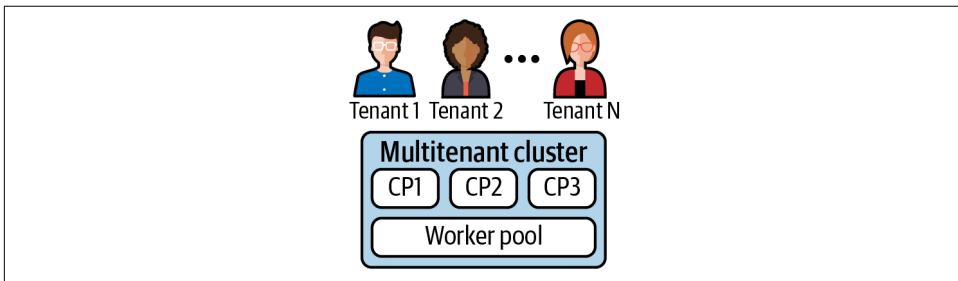 Tenant 1 Tenant 2 Tenant N
Multitenant cluster
CP1 CP2 CP3
Worker pool